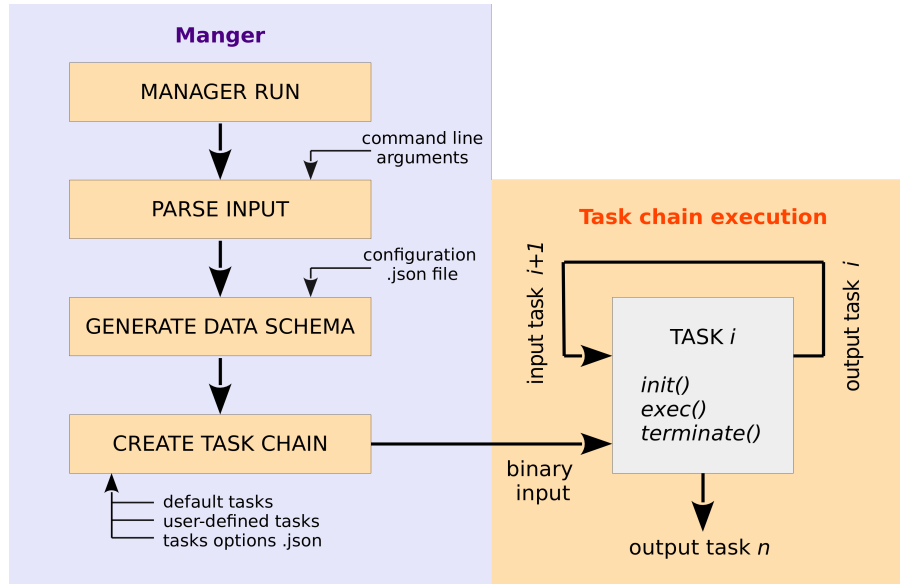 Manger
MANAGER RUN
command line
arguments
PARSE INPUT
configuration
.json file
GENERATE DATA SCHEMA
CREATE TASK CHAIN
default tasks
user-defined tasks
tasks options .json
Task chain execution
input task i+1
output task i
TASK i
init()
exec()
terminate()
binary
input
output task n